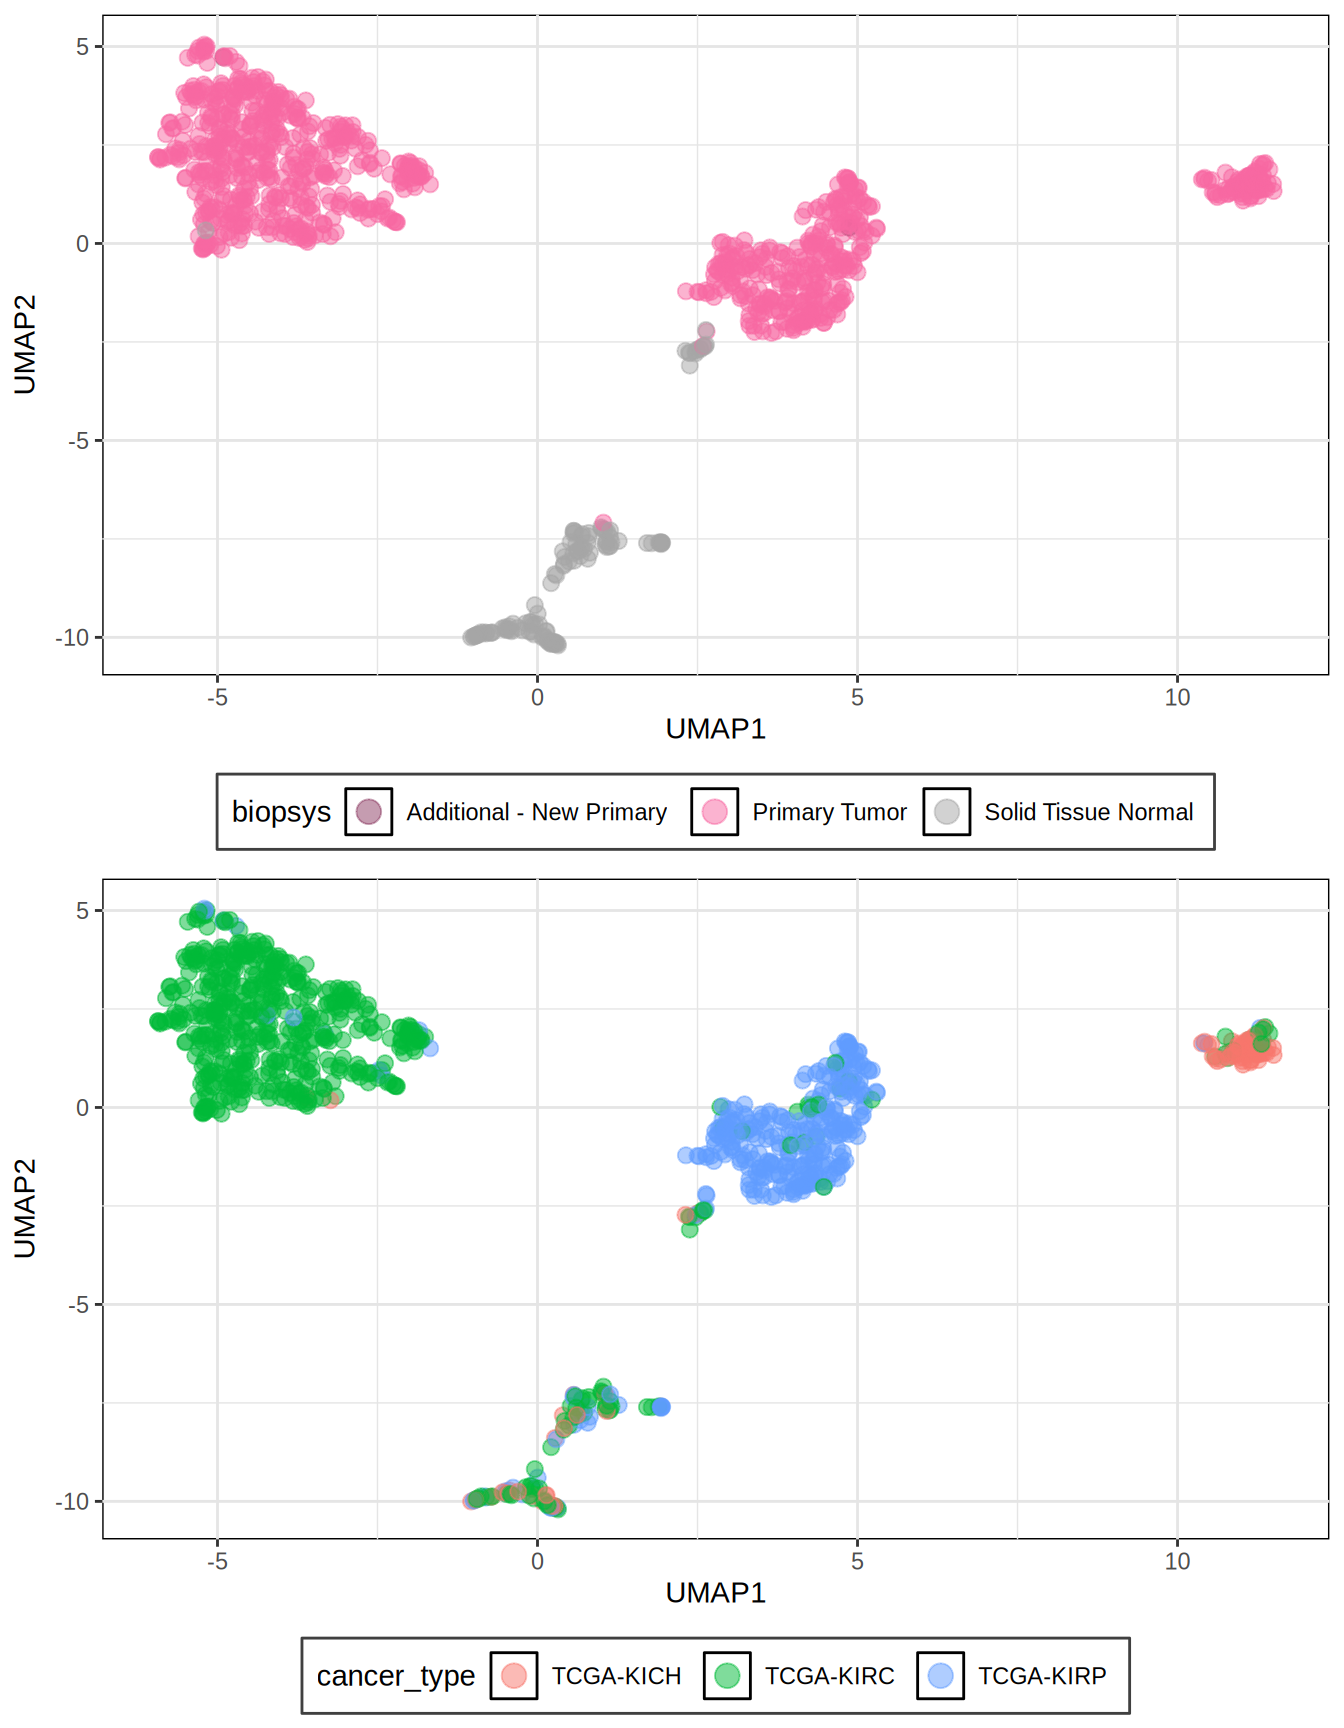 5
0
-5
-10
UMAP2
-5 0 5 10
UMAP1
biopsys Additional - New Primary Primary Tumor Solid Tissue Normal
5
0
-5
-10
UMAP2
-5 0 5 10
UMAP1
cancer_type TCGA-KICH TCGA-KIRC TCGA-KIRP